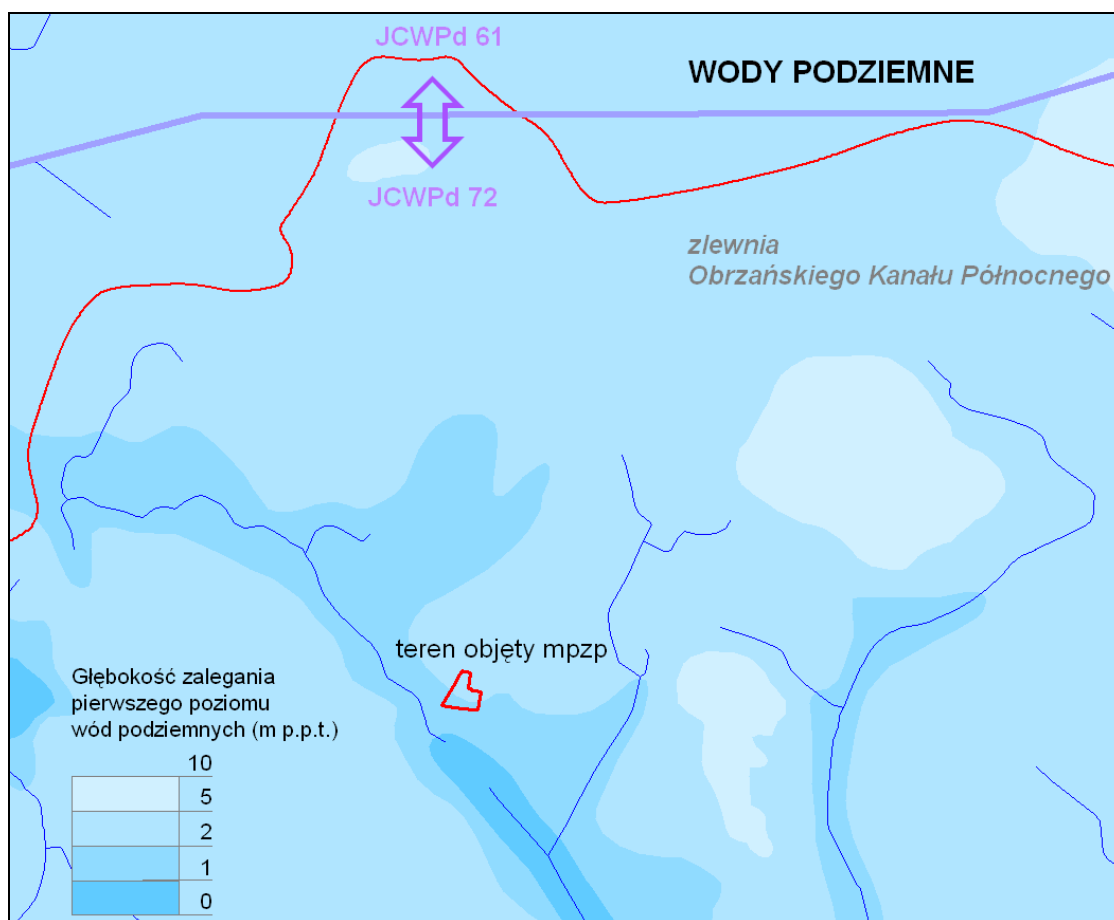 JCWPd 61
WODY PODZIEMNE
JCWPd 72
zlewnia
Obrzańskiego Kanału Północnego
teren objęty mpzp
Głębokość zalegania
pierwszego poziomu
wód podziemnych (m p.p.t.)
10
5
2
1
0